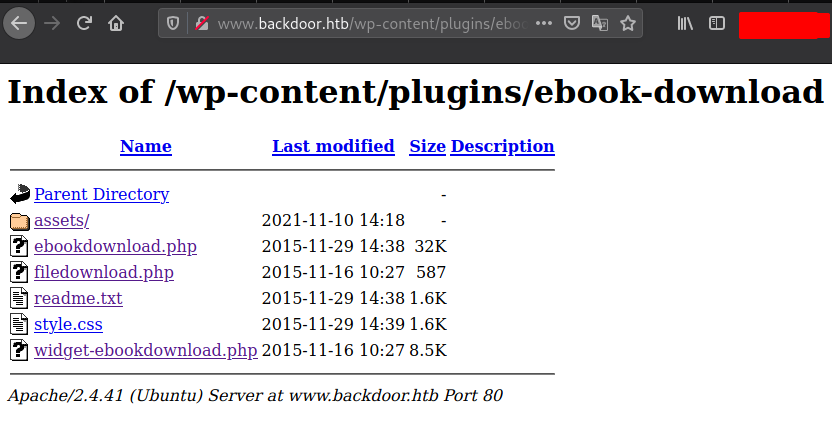 www.backdoor.htb/wp-content/plugins/eboo
Index of /wp-content/plugins/ebook-download
Name Last modified Size Description
Parent Directory -
assets/ 2021-11-10 14:18 -
ebookdownload.php 2015-11-29 14:38 32K
filedownload.php 2015-11-16 10:27 587
readme.txt 2015-11-29 14:38 1.6K
style.css 2015-11-29 14:39 1.6K
widget-ebookdownload.php 2015-11-16 10:27 8.5K
Apache/2.4.41 (Ubuntu) Server at www.backdoor.htb Port 80